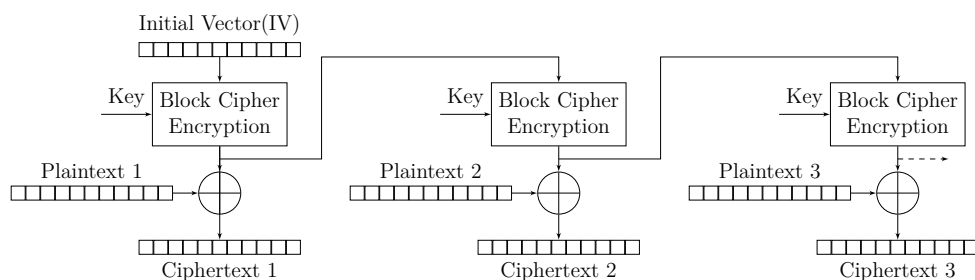 Initial Vector(IV)
Key
Block Cipher
Encryption
Key
Block Cipher
Encryption
Key
Block Cipher
Encryption
Plaintext 1
Plaintext 2
Plaintext 3
Ciphertext 1
Ciphertext 2
Ciphertext 3